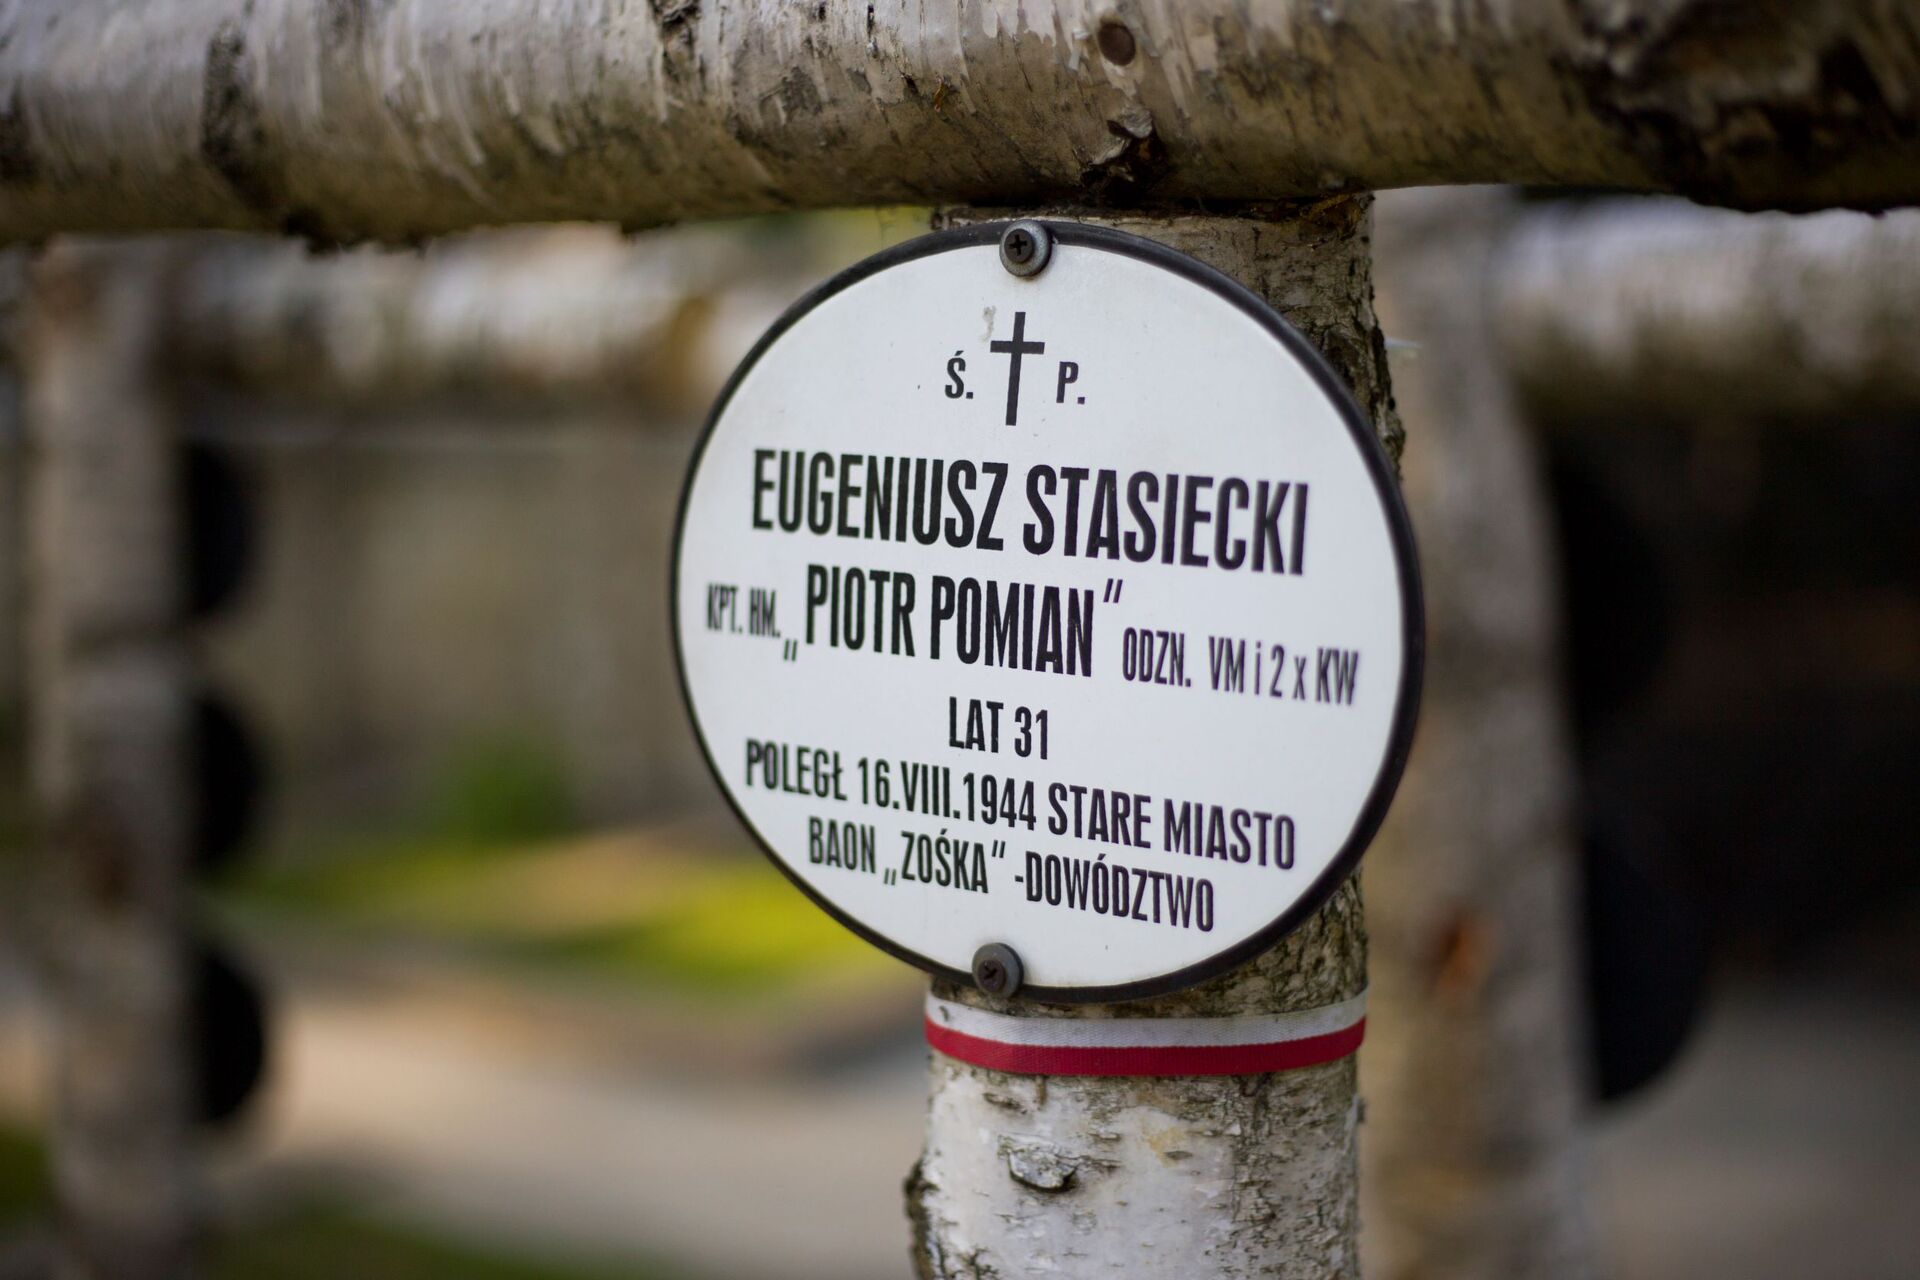 Ś. P.
EUGENIUSZ STASIECKI
KPT. HM. „PIOTR POMIAN” ODZN. VM i 2 x KW
LAT 31
POLEGŁ 16.VIII.1944 STARE MIASTO
BAON „ZOŚKA” -DOWÓDZTWO